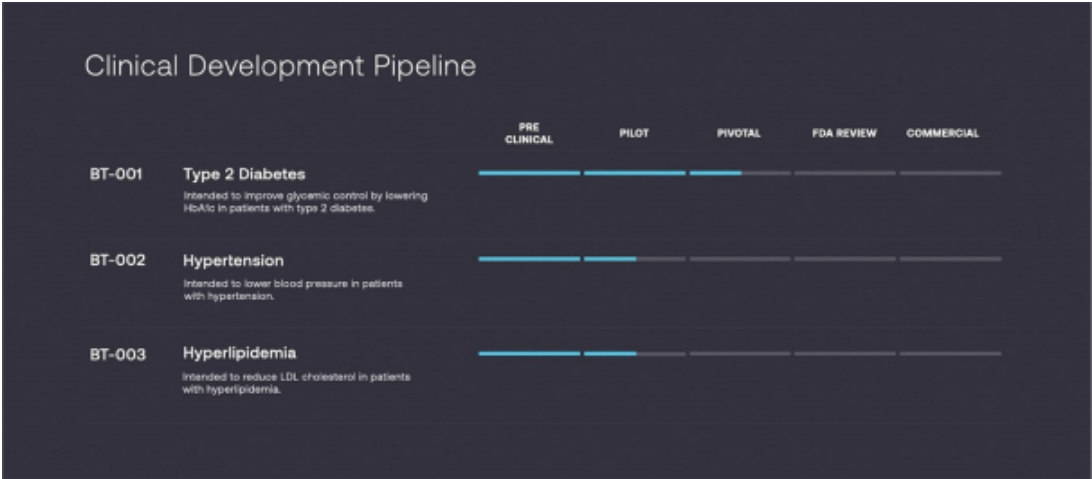 Clinical Development Pipeline
PRE
CLINICAL
PILOT
PIVOTAL
FDA REVIEW
COMMERCIAL
BT-001
Type 2 Diabetes
Intended to improve glycemic control by lowering
HbA1c in patients with type 2 diabetes.
BT-002
Hypertension
Intended to lower blood pressure in patients
with hypertension.
BT-003
Hyperlipidemia
Intended to reduce LDL cholesterol in patients
with hyperlipidemia.